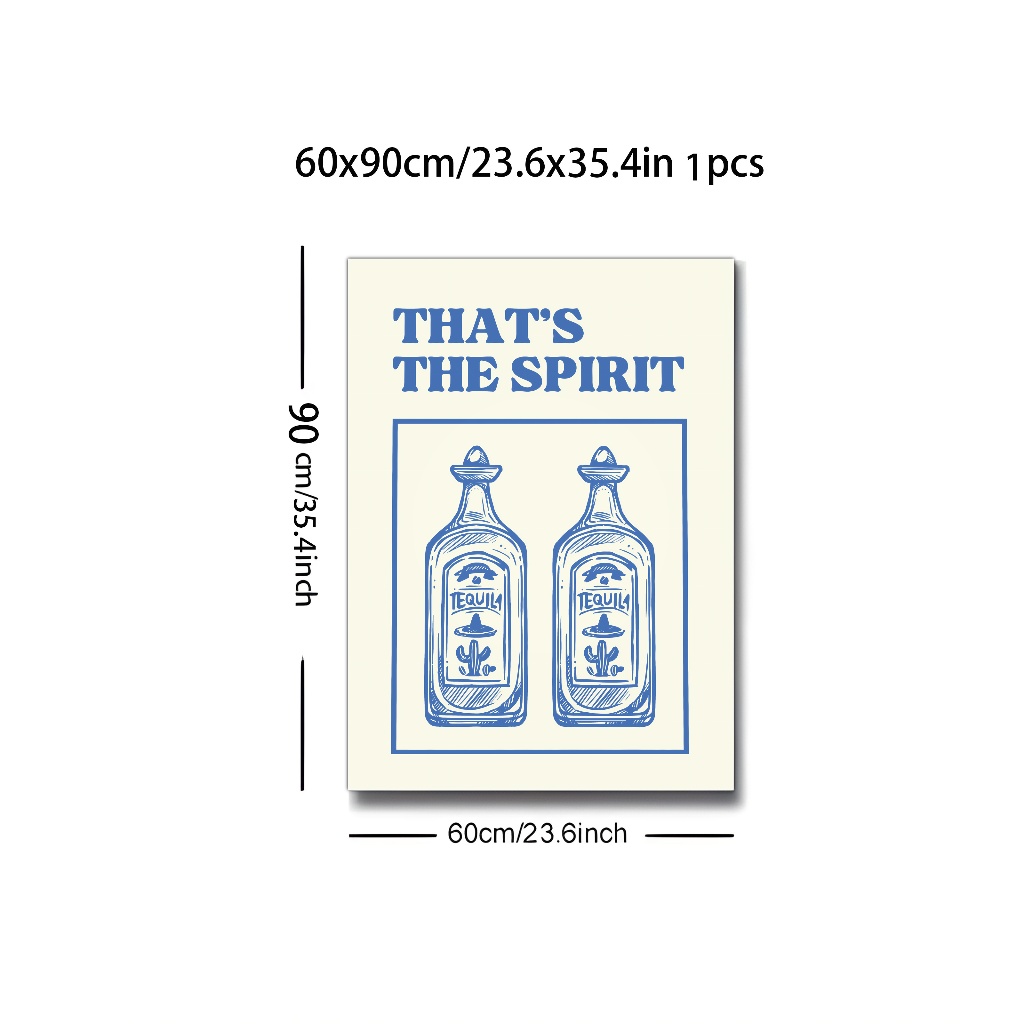 60x90cm/23.6x35.4in 1pcs
THAT'S
THE SPIRIT
90 cm/35.4inch
TEQUILA
TEQUILA
60cm/23.6inch